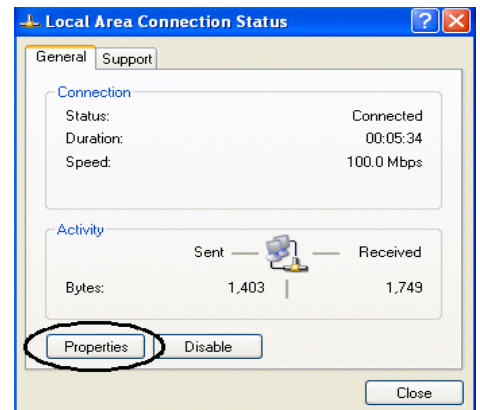 Local Area Connection Status
General Support
Connection
Status: Connected
Duration: 00:05:34
Speed: 100.0 Mbps
Activity
Sent Received
Bytes: 1,403 1,749
Properties Disable
Close